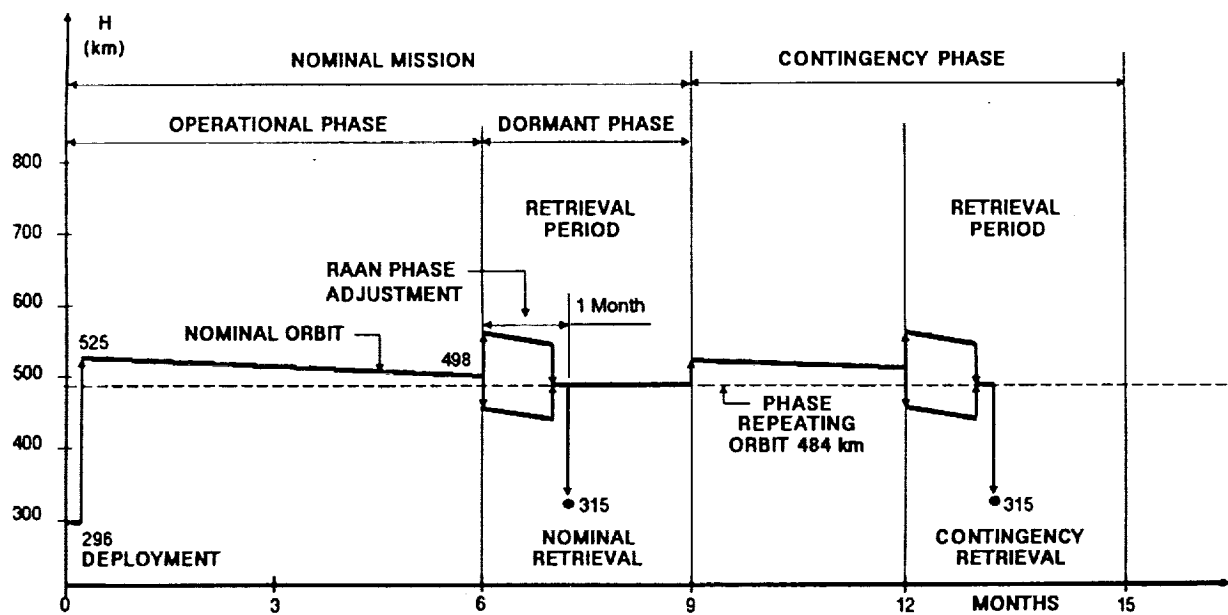 H
(km)
NOMINAL MISSION
CONTINGENCY PHASE
OPERATIONAL PHASE
DORMANT PHASE
800
700
600
500
400
300
RETRIEVAL
PERIOD
RETRIEVAL
PERIOD
RAAN PHASE
ADJUSTMENT
1 Month
525
NOMINAL ORBIT
498
PHASE
REPEATING
ORBIT 484 km
315
315
296
DEPLOYMENT
NOMINAL
RETRIEVAL
CONTINGENCY
RETRIEVAL
0 3 6 9 12 15
MONTHS